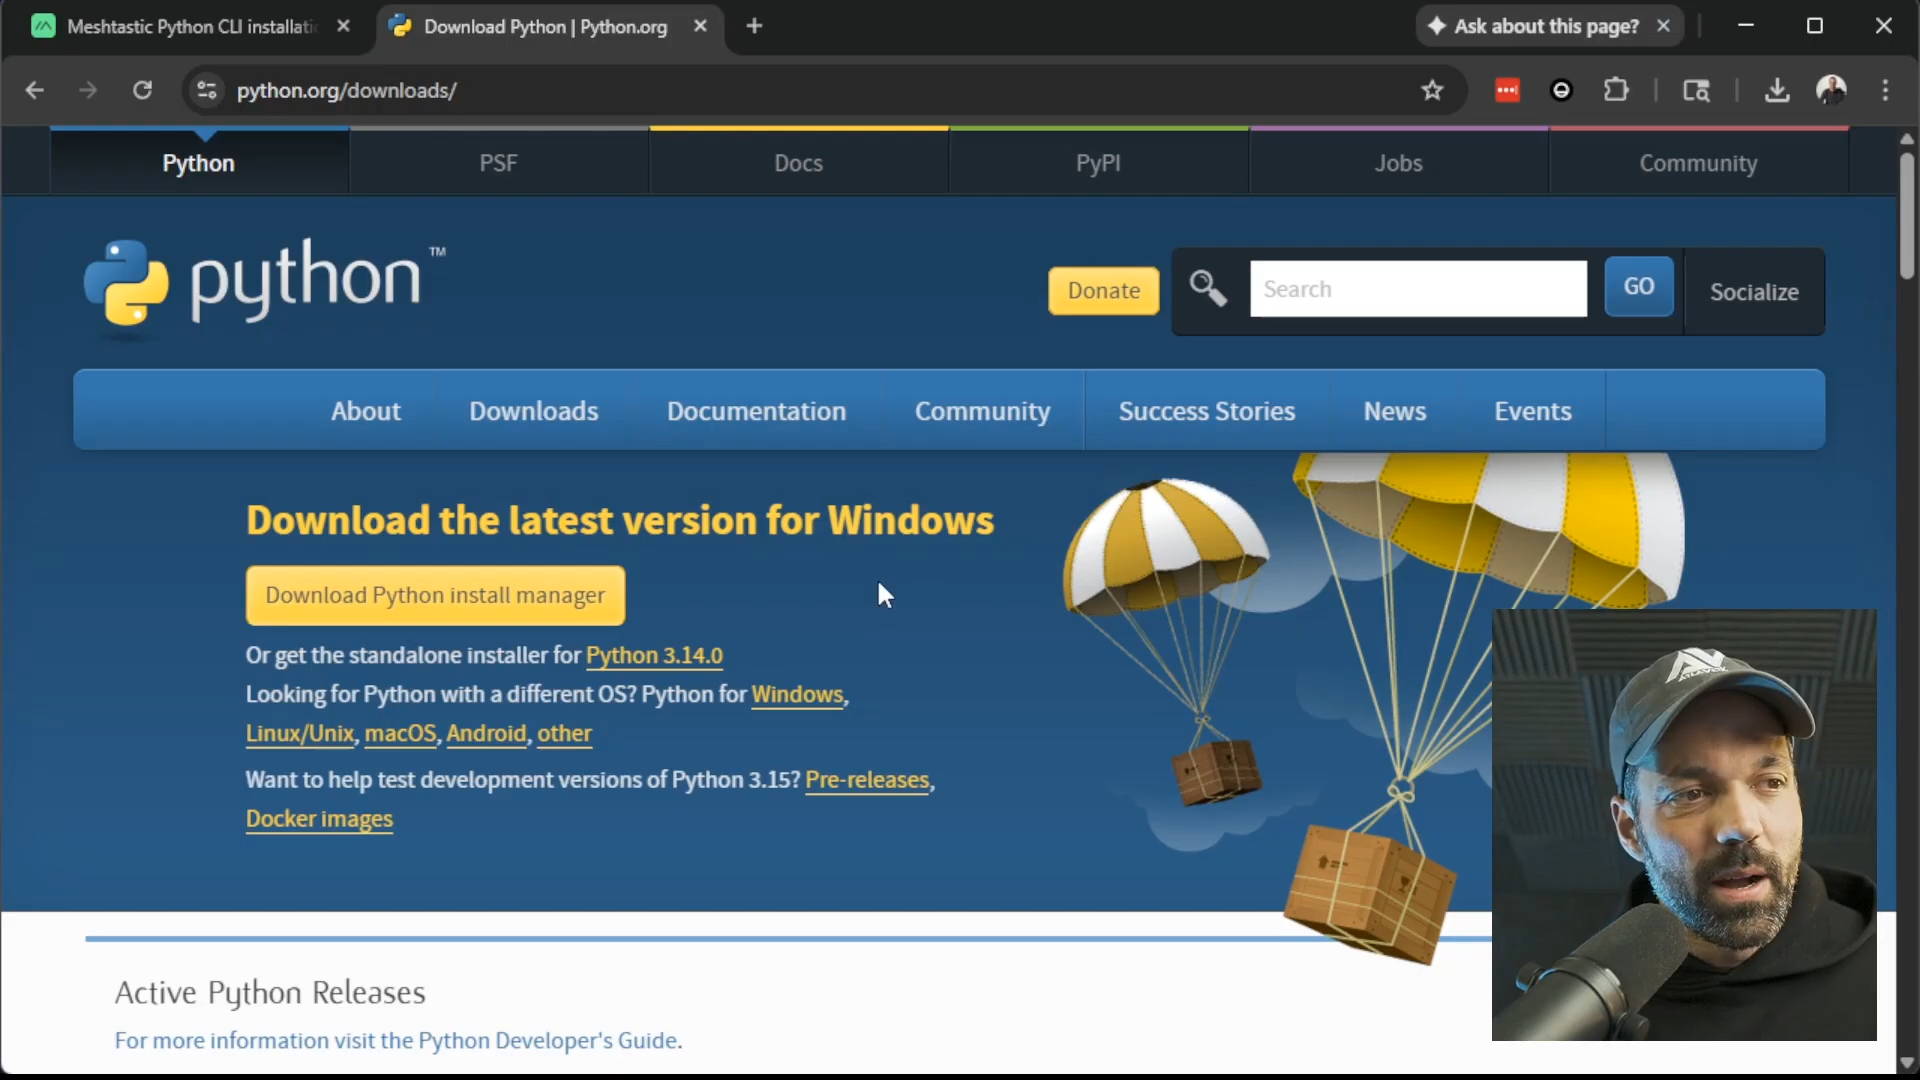 Meshtastic Python CLI installati
Download Python | Python.org
Ask about this page?
python.org/downloads/
Python
PSF
Docs
PyPI
Jobs
Community
python™
Donate
Search
GO
Socialize
About
Downloads
Documentation
Community
Success Stories
News
Events
Download the latest version for Windows
Download Python install manager
Or get the standalone installer for Python 3.14.0
Looking for Python with a different OS? Python for Windows,
Linux/Unix, macOS, Android, other
Want to help test development versions of Python 3.15? Pre-releases,
Docker images
Active Python Releases
For more information visit the Python Developer's Guide.